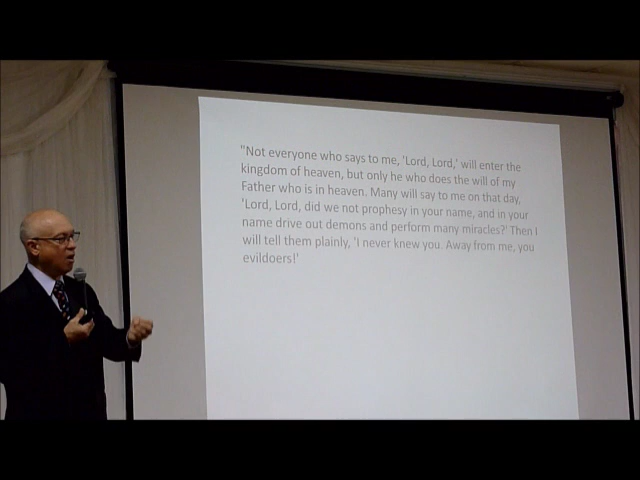 "Not everyone who says to me, 'Lord, Lord,' will enter the
kingdom of heaven, but only he who does the will of my
Father who is in heaven. Many will say to me on that day,
'Lord, Lord, did we not prophesy in your name, and in your
name drive out demons and perform many miracles?' Then I
will tell them plainly, 'I never knew you. Away from me, you
evildoers!'